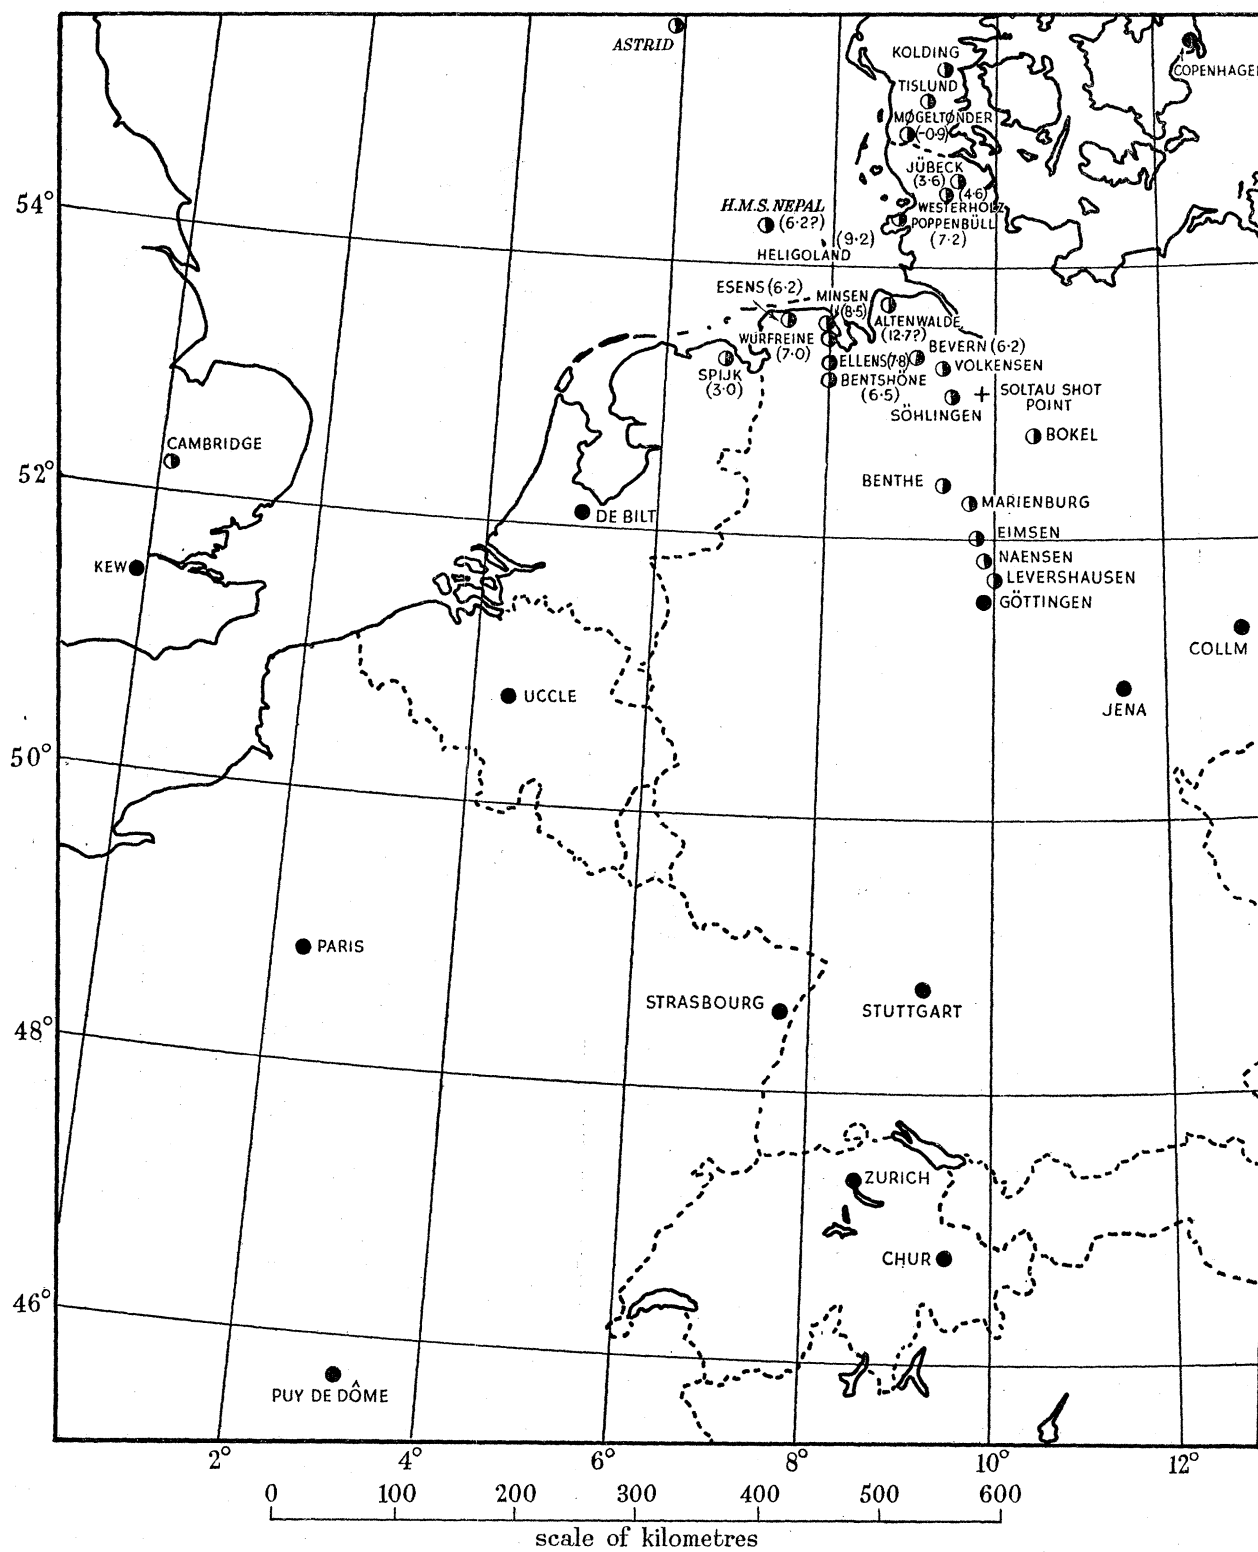 ASTRID
KOLDING
COPENHAGE
TISLUND
MØGELTØNDER
(-0·9)
JÜBECK
(3·6)
(4·6)
54°
H.M.S. NEPAL
(6·2?)
WESTERHOLZ
POPPENBÜLL
(7·2)
(9·2)
HELIGOLAND
ESENS (6·2)
MINSEN
(8·5)
ALTENWALDE
(12·7?)
WURFREINE
(7·0)
BEVERN (6·2)
ELLENS (7·8)
VOLKENSEN
SPIJK
(3·0)
BENTSHÖNE
(6·5)
SOLTAU SHOT
POINT
SÖHLINGEN
BOKEL
CAMBRIDGE
52°
BENTHE
MARIENBURG
DE BILT
EIMSEN
NAENSEN
KEW
LEVERSHAUSEN
GÖTTINGEN
COLLM
UCCLE
JENA
50°
PARIS
STRASBOURG
STUTTGART
48°
ZURICH
CHUR
46°
PUY DE DÔME
2° 4° 6° 8° 10° 12°
0 100 200 300 400 500 600
scale of kilometres